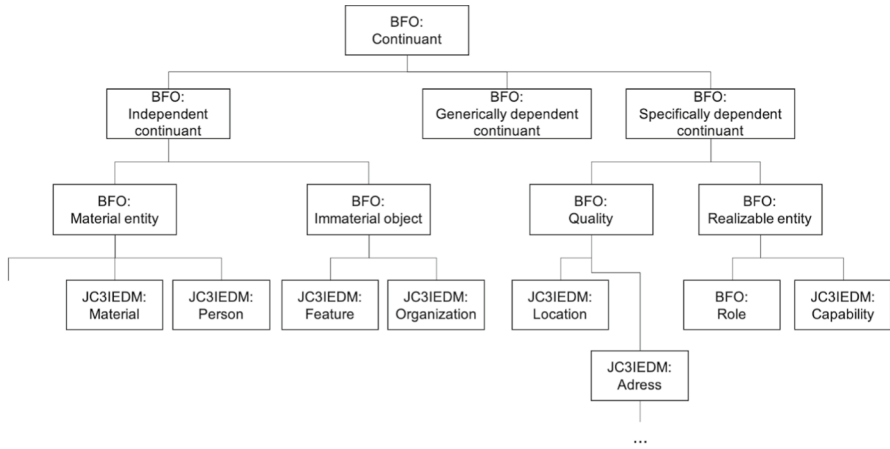 BFO:
Continuant
BFO:
Independent
continuant
BFO:
Generically dependent
continuant
BFO:
Specifically dependent
continuant
BFO:
Material entity
BFO:
Immaterial object
BFO:
Quality
BFO:
Realizable entity
JC3IEDM:
Material
JC3IEDM:
Person
JC3IEDM:
Feature
JC3IEDM:
Organization
JC3IEDM:
Location
BFO:
Role
JC3IEDM:
Capability
JC3IEDM:
Adress
...